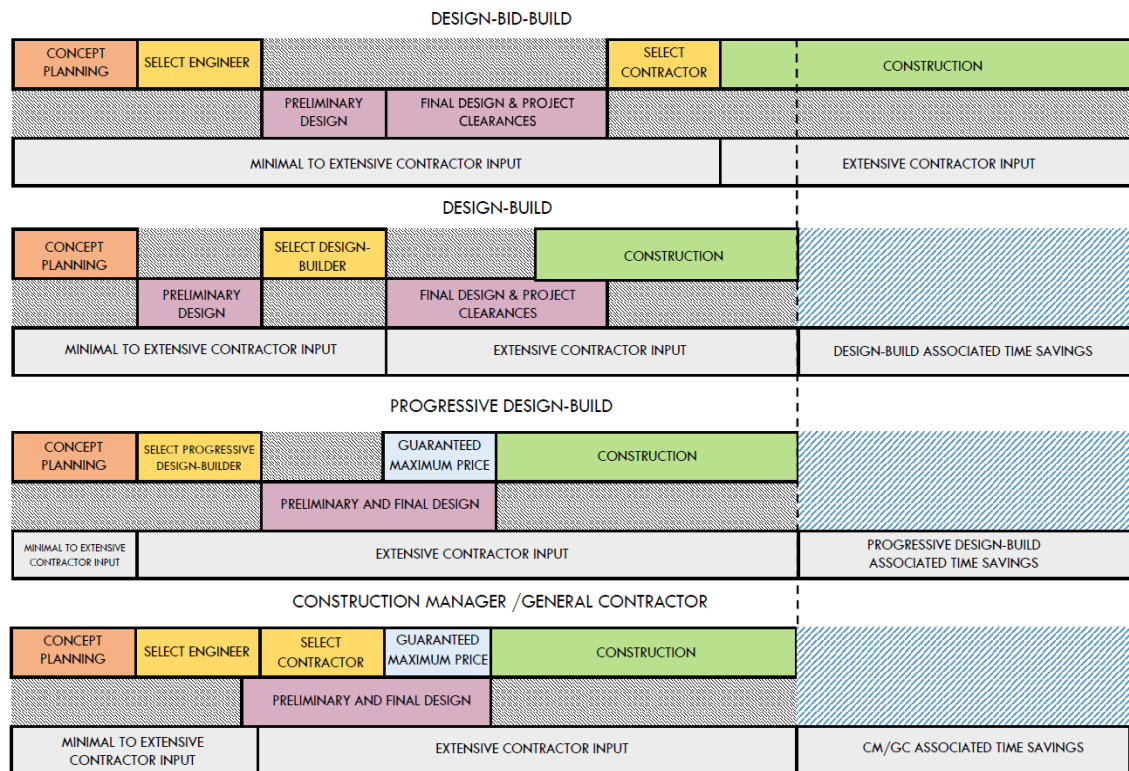 DESIGN-BID-BUILD
CONCEPT
PLANNING
SELECT ENGINEER
SELECT
CONTRACTOR
CONSTRUCTION
PRELIMINARY
DESIGN
FINAL DESIGN & PROJECT
CLEARANCES
MINIMAL TO EXTENSIVE CONTRACTOR INPUT
EXTENSIVE CONTRACTOR INPUT
DESIGN-BUILD
CONCEPT
PLANNING
SELECT DESIGN-
BUILDER
CONSTRUCTION
PRELIMINARY
DESIGN
FINAL DESIGN & PROJECT
CLEARANCES
MINIMAL TO EXTENSIVE CONTRACTOR INPUT
EXTENSIVE CONTRACTOR INPUT
DESIGN-BUILD ASSOCIATED TIME SAVINGS
PROGRESSIVE DESIGN-BUILD
CONCEPT
PLANNING
SELECT PROGRESSIVE
DESIGN-BUILDER
GUARANTEED
MAXIMUM PRICE
CONSTRUCTION
PRELIMINARY AND FINAL DESIGN
MINIMAL TO EXTENSIVE
CONTRACTOR INPUT
EXTENSIVE CONTRACTOR INPUT
PROGRESSIVE DESIGN-BUILD
ASSOCIATED TIME SAVINGS
CONSTRUCTION MANAGER /GENERAL CONTRACTOR
CONCEPT
PLANNING
SELECT ENGINEER
SELECT
CONTRACTOR
GUARANTEED
MAXIMUM PRICE
CONSTRUCTION
PRELIMINARY AND FINAL DESIGN
MINIMAL TO EXTENSIVE
CONTRACTOR INPUT
EXTENSIVE CONTRACTOR INPUT
CM/GC ASSOCIATED TIME SAVINGS